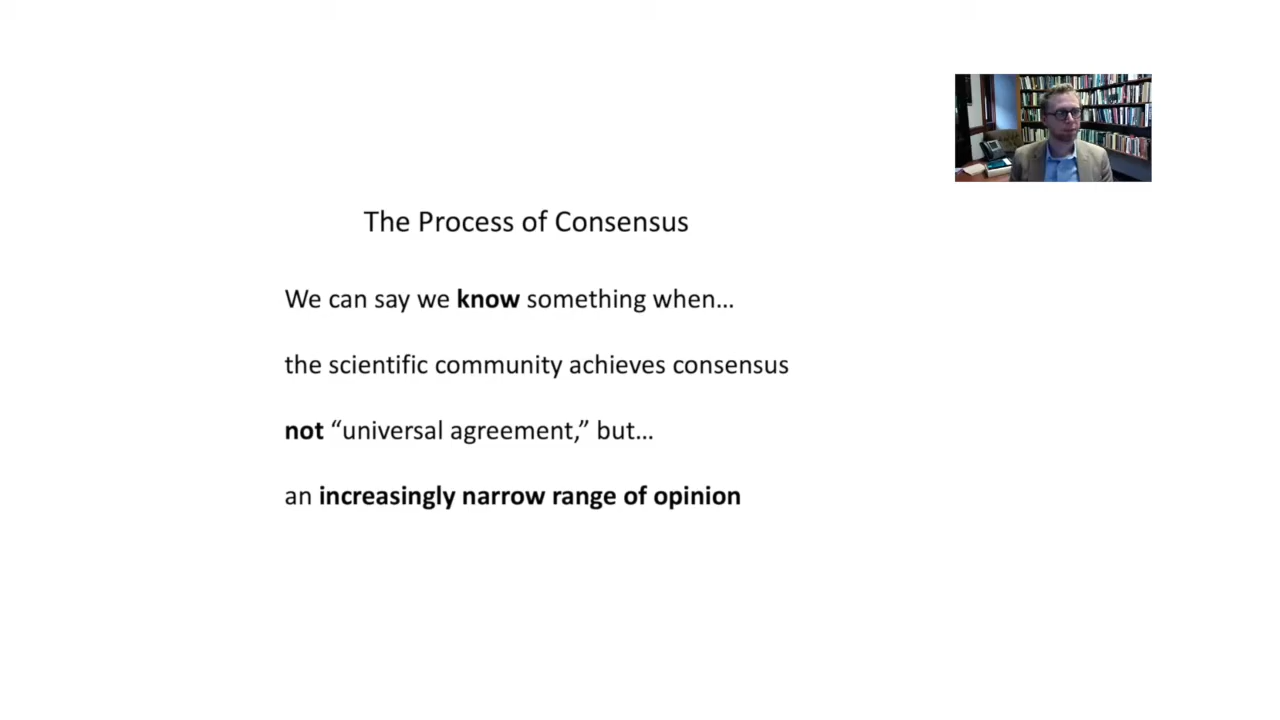 The Process of Consensus
We can say we know something when…
the scientific community achieves consensus
not “universal agreement,” but…
an increasingly narrow range of opinion